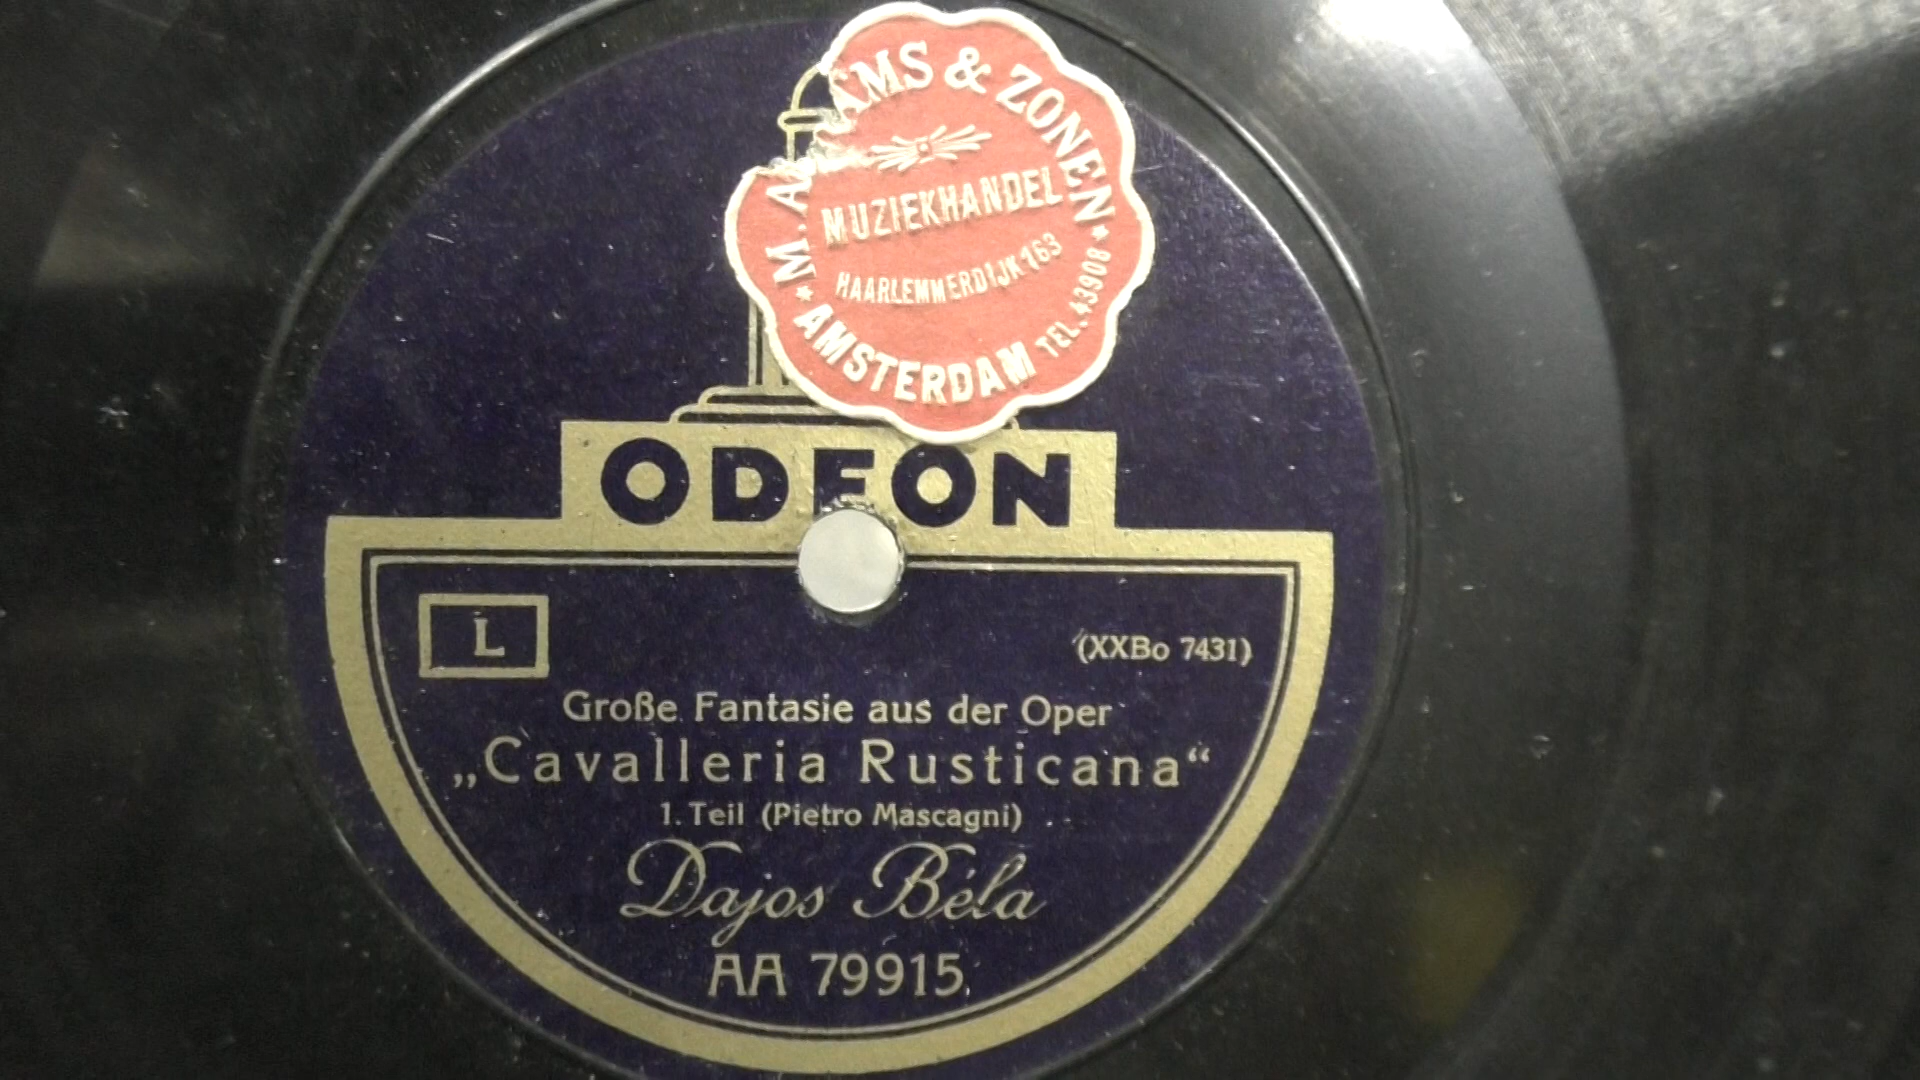 M. A AMS & ZONEN
MUZIEKHANDEL
HAARLEMMERDIJK 163
AMSTERDAM TEL. 43908
ODEON
L
(XXBo 7431)
Große Fantasie aus der Oper
„Cavalleria Rusticana“
1. Teil (Pietro Mascagni)
Dajos Béla
AA 79915